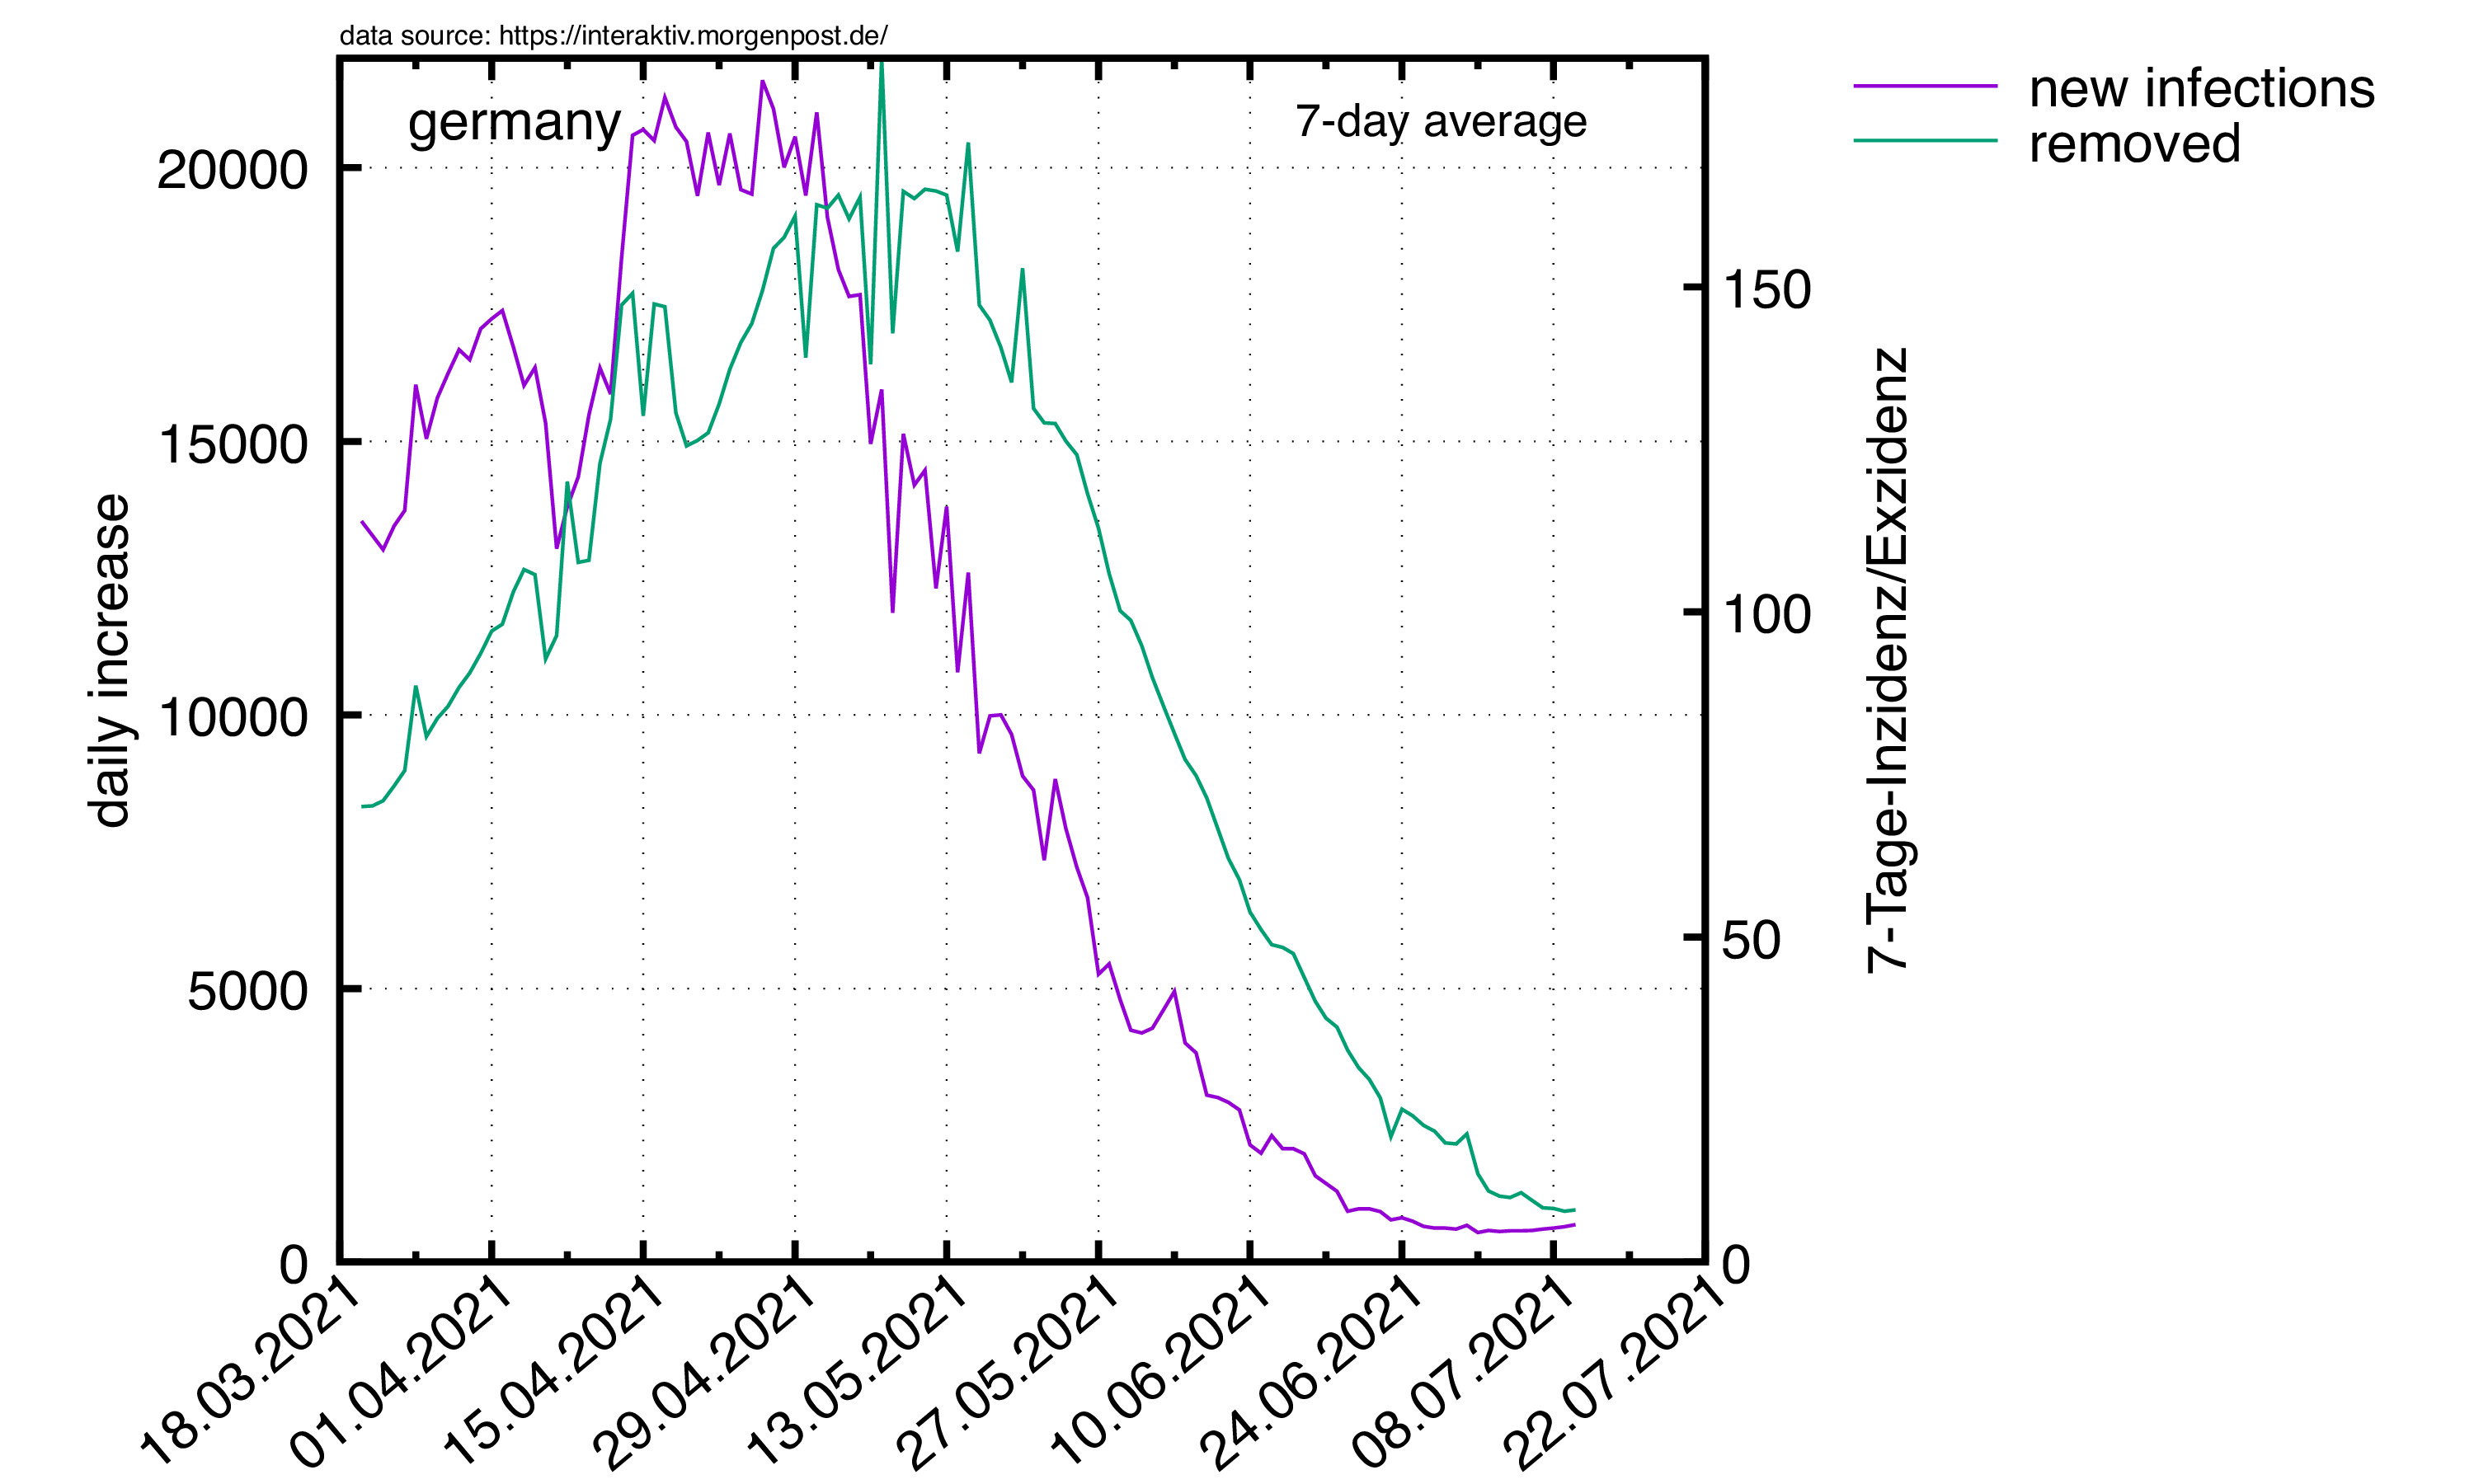 data source: https://interaktiv.morgenpost.de/
germany
7-day average
new infections
removed
daily increase
20000
15000
10000
5000
0
150
100
50
0
7-Tage-Inzidenz/Exzidenz
18.03.2021
01.04.2021
15.04.2021
29.04.2021
13.05.2021
27.05.2021
10.06.2021
24.06.2021
08.07.2021
22.07.2021